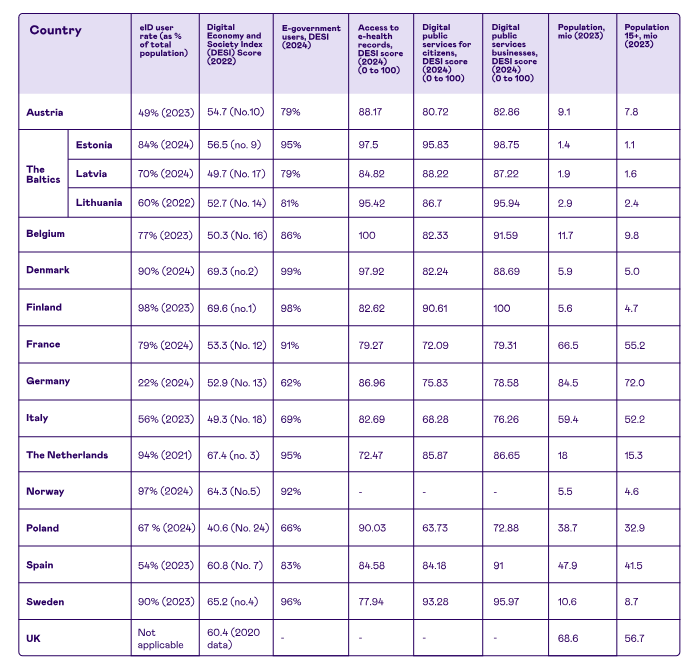 Country | eID user rate (as % of total population) | Digital Economy and Society Index (DESI) Score (2022) | E-government users, DESI (2024) | Access to e-health records, DESI score (2024) (0 to 100) | Digital public services for citizens, DESI score (2024) (0 to 100) | Digital public services businesses, DESI score (2024) (0 to 100) | Population, mio (2023) | Population 15+, mio (2023)
Austria | 49% (2023) | 54.7 (No.10) | 79% | 88.17 | 80.72 | 82.86 | 9.1 | 7.8
The Baltics
Estonia | 84% (2024) | 56.5 (no. 9) | 95% | 97.5 | 95.83 | 98.75 | 1.4 | 1.1
Latvia | 70% (2024) | 49.7 (No. 17) | 79% | 84.82 | 88.22 | 87.22 | 1.9 | 1.6
Lithuania | 60% (2022) | 52.7 (No. 14) | 81% | 95.42 | 86.7 | 95.94 | 2.9 | 2.4
Belgium | 77% (2023) | 50.3 (No. 16) | 86% | 100 | 82.33 | 91.59 | 11.7 | 9.8
Denmark | 90% (2024) | 69.3 (no.2) | 99% | 97.92 | 82.24 | 88.69 | 5.9 | 5.0
Finland | 98% (2023) | 69.6 (no.1) | 98% | 82.62 | 90.61 | 100 | 5.6 | 4.7
France | 79% (2024) | 53.3 (No. 12) | 91% | 79.27 | 72.09 | 79.31 | 66.5 | 55.2
Germany | 22% (2024) | 52.9 (No. 13) | 62% | 86.96 | 75.83 | 78.58 | 84.5 | 72.0
Italy | 56% (2023) | 49.3 (No. 18) | 69% | 82.69 | 68.28 | 76.26 | 59.4 | 52.2
The Netherlands | 94% (2021) | 67.4 (no. 3) | 95% | 72.47 | 85.87 | 86.65 | 18 | 15.3
Norway | 97% (2024) | 64.3 (No.5) | 92% | - | - | - | 5.5 | 4.6
Poland | 67 % (2024) | 40.6 (No. 24) | 66% | 90.03 | 63.73 | 72.88 | 38.7 | 32.9
Spain | 54% (2023) | 60.8 (No. 7) | 83% | 84.58 | 84.18 | 91 | 47.9 | 41.5
Sweden | 90% (2023) | 65.2 (no.4) | 96% | 77.94 | 93.28 | 95.97 | 10.6 | 8.7
UK | Not applicable | 60.4 (2020 data) | - | - | - | - | 68.6 | 56.7